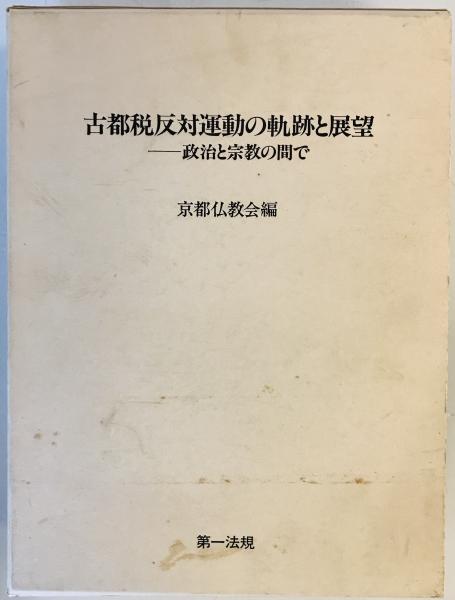 古都税反対運動の軌跡と展望
──政治と宗教の間で
京都仏教会編
第一法規